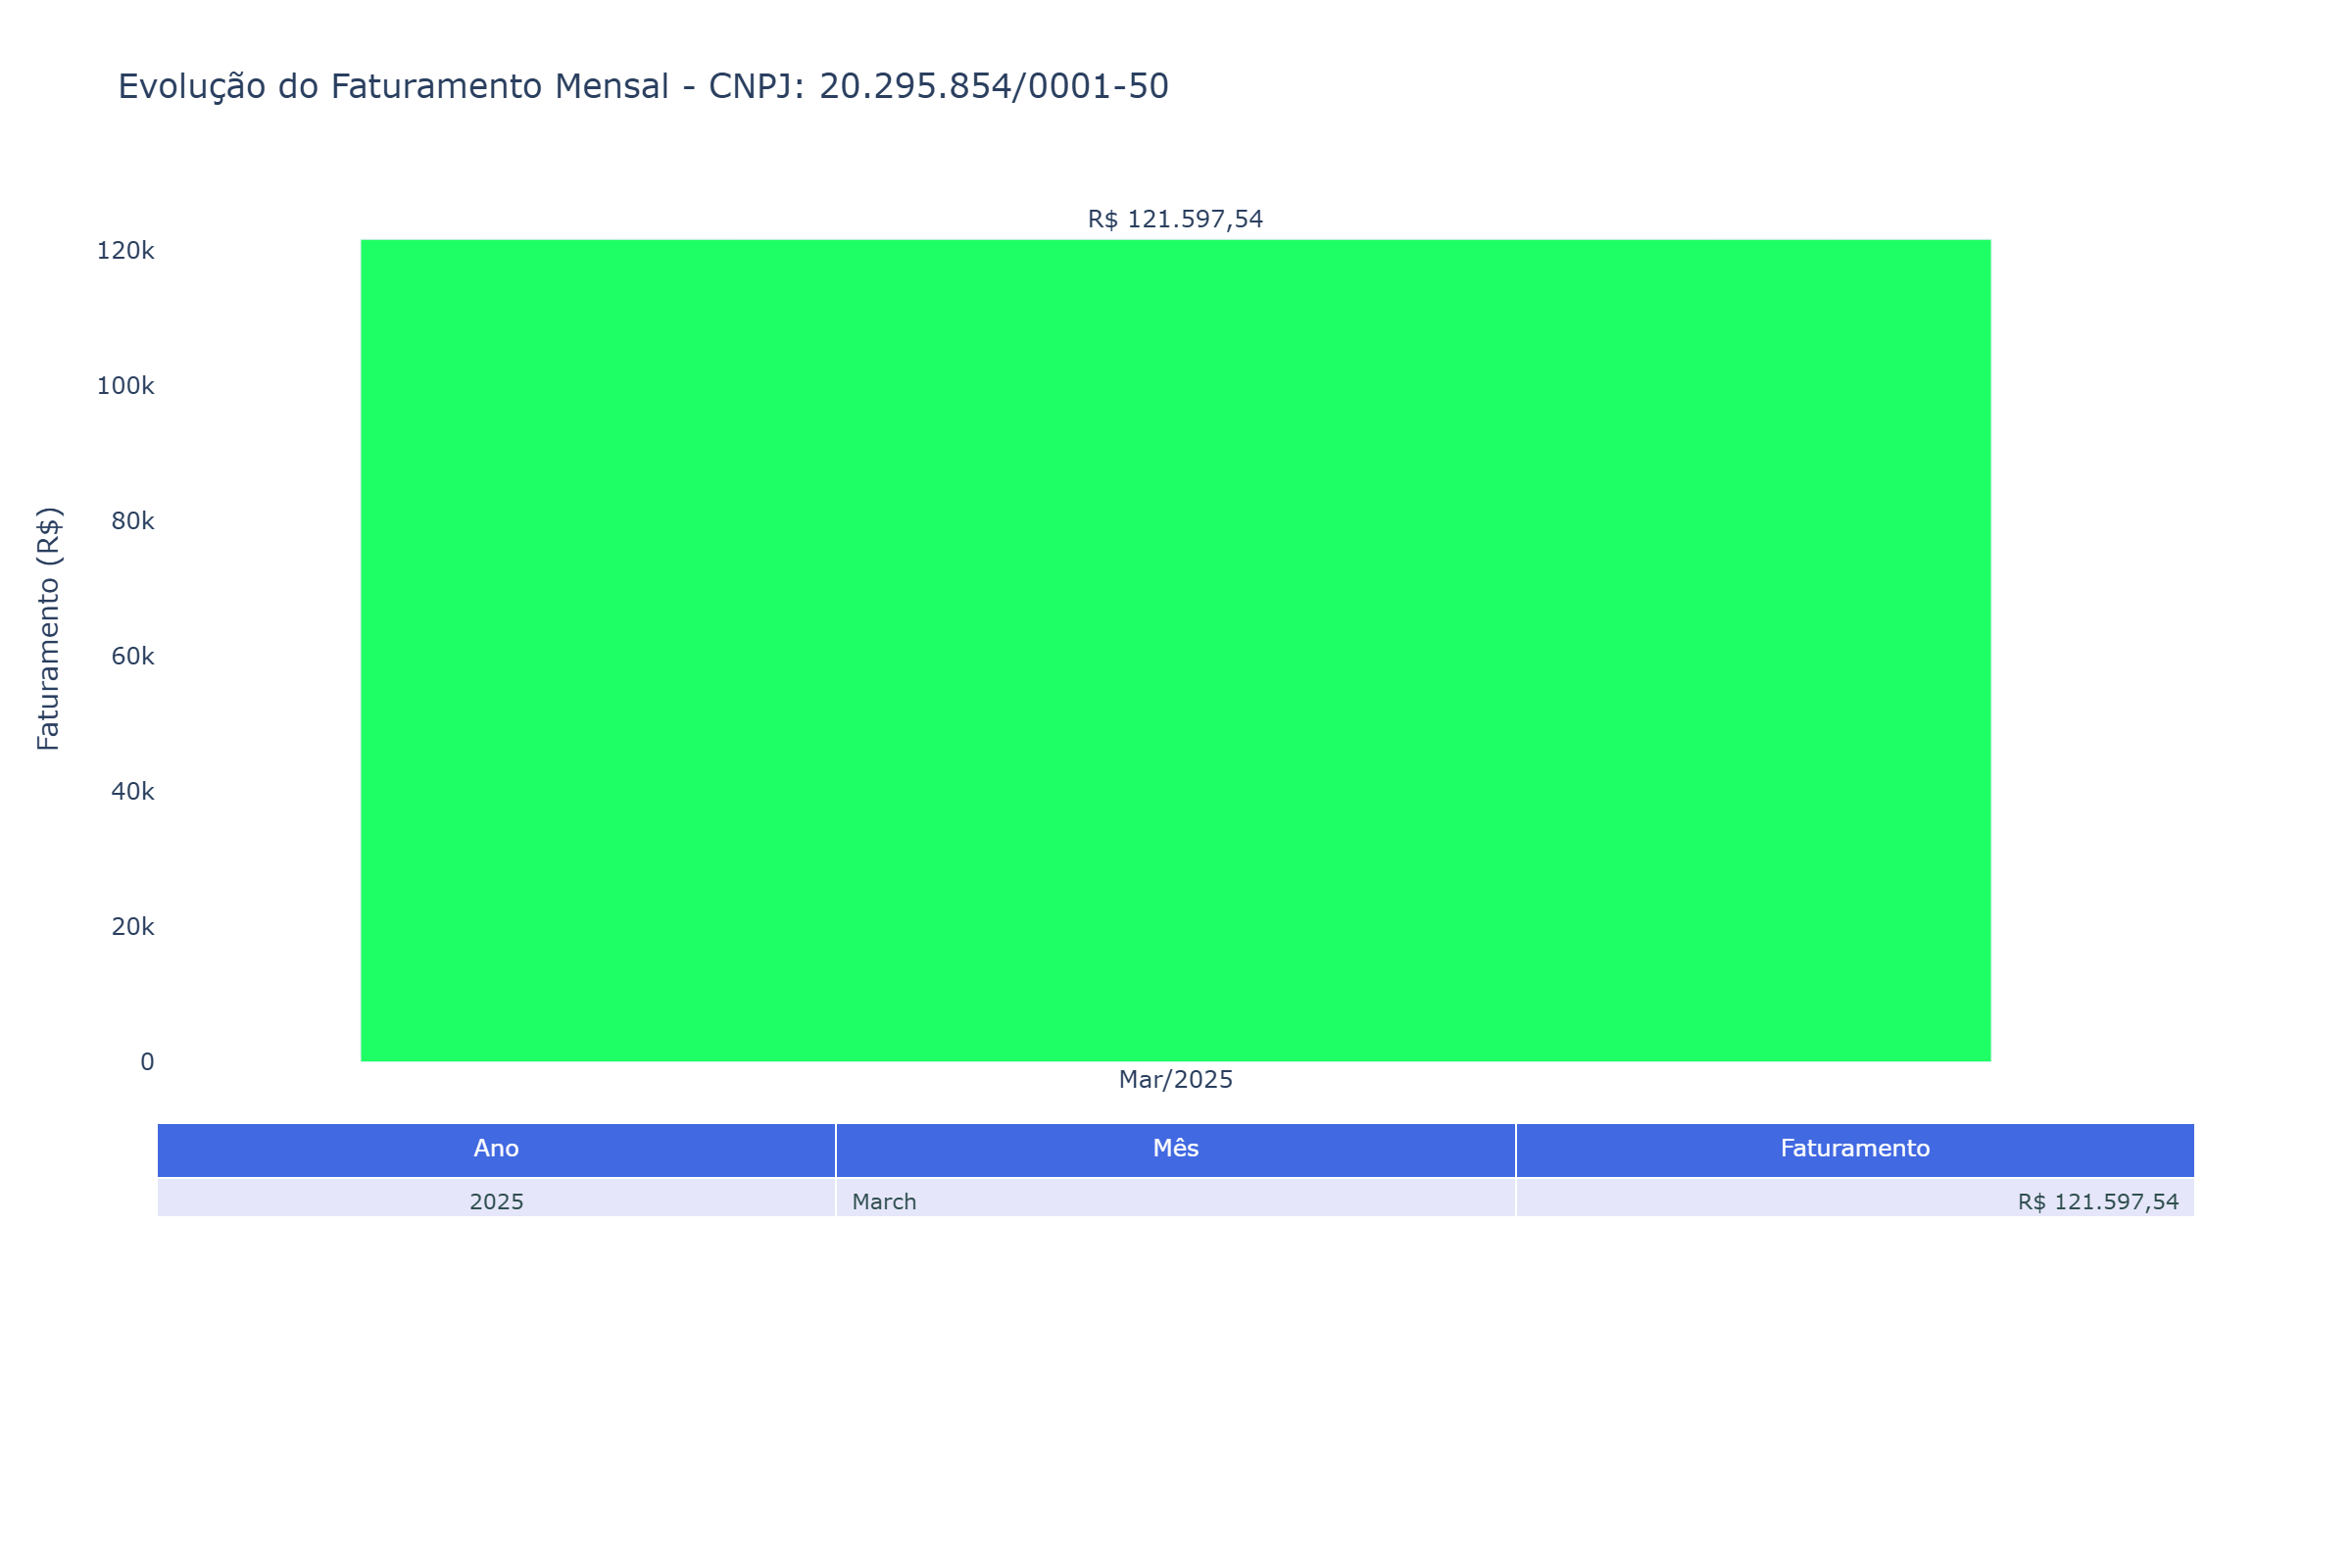 Evolução do Faturamento Mensal - CNPJ: 20.295.854/0001-50
R$ 121.597,54
120k
100k
80k
60k
40k
20k
0
Faturamento (R$)
Mar/2025
Ano Mês Faturamento
2025 March R$ 121.597,54